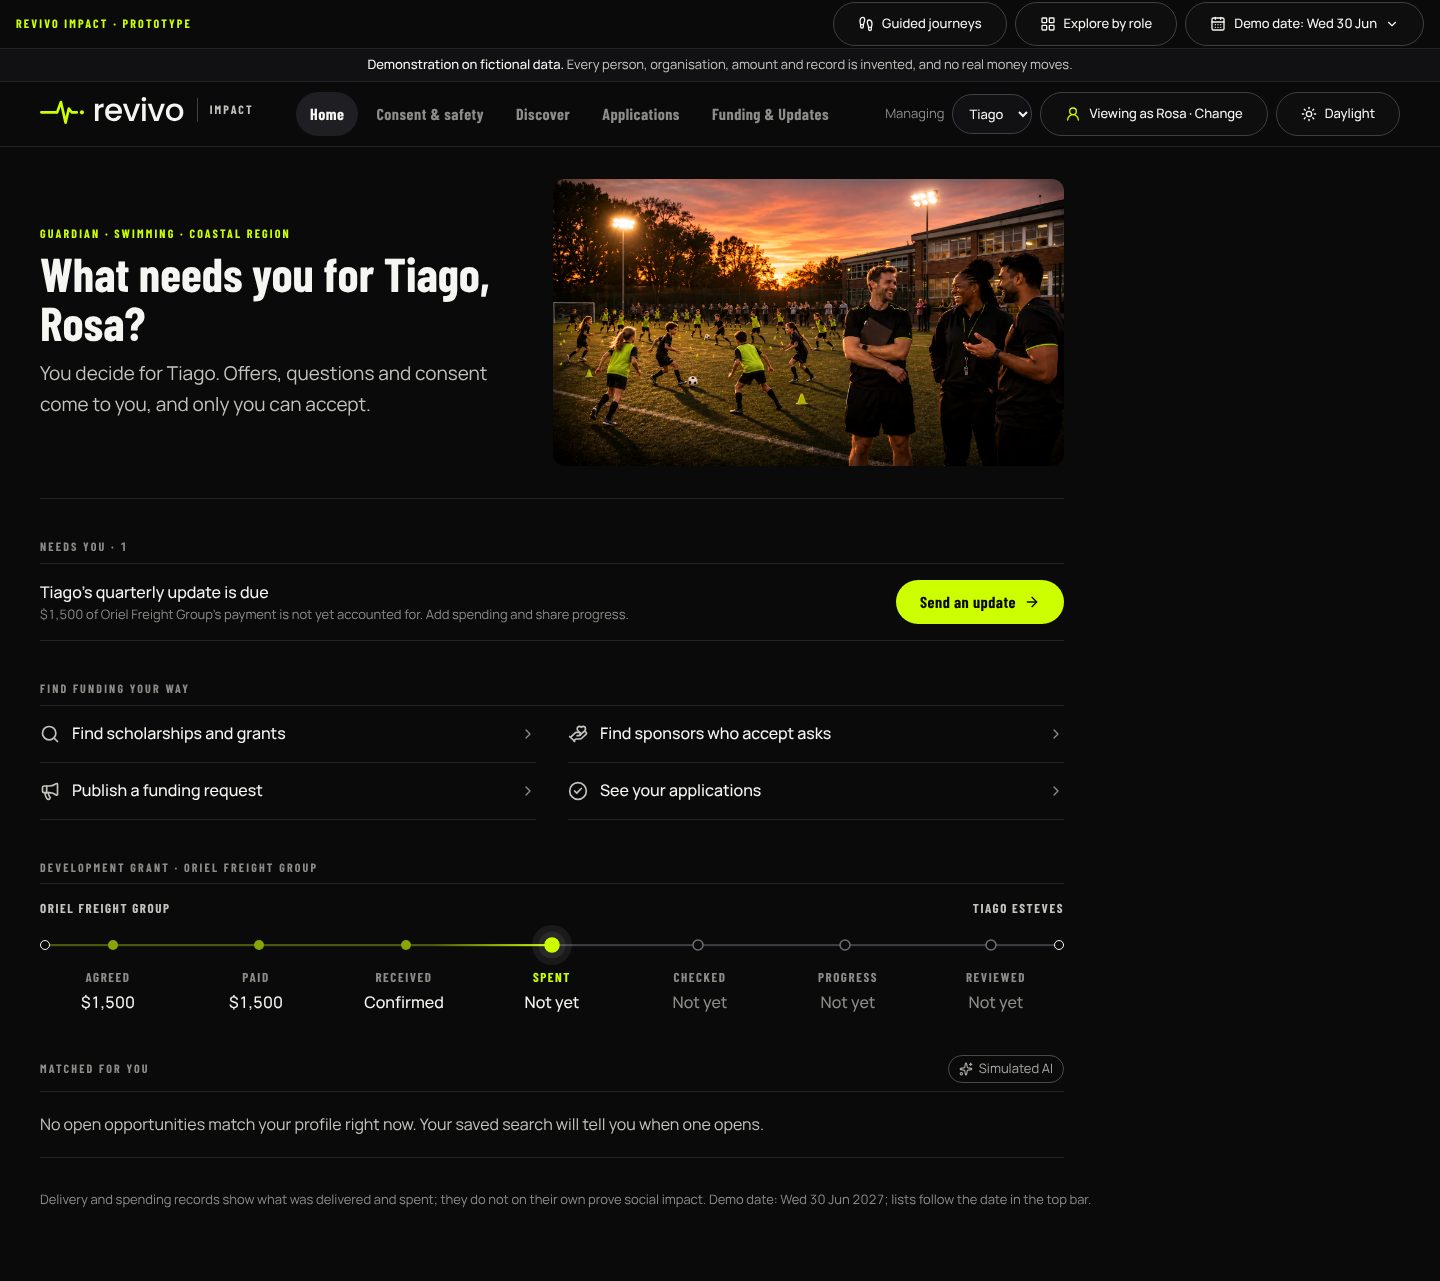 REVIVO IMPACT · PROTOTYPE
Guided journeys
Explore by role
Demo date: Wed 30 Jun
Demonstration on fictional data. Every person, organisation, amount and record is invented, and no real money moves.
revivo
IMPACT
Home
Consent & safety
Discover
Applications
Funding & Updates
Managing
Tiago
Viewing as Rosa · Change
Daylight
GUARDIAN · SWIMMING · COASTAL REGION
What needs you for Tiago,
Rosa?
You decide for Tiago. Offers, questions and consent
come to you, and only you can accept.
NEEDS YOU · 1
Tiago's quarterly update is due
$1,500 of Oriel Freight Group's payment is not yet accounted for. Add spending and share progress.
Send an update
FIND FUNDING YOUR WAY
Find scholarships and grants
Find sponsors who accept asks
Publish a funding request
See your applications
DEVELOPMENT GRANT · ORIEL FREIGHT GROUP
ORIEL FREIGHT GROUP
TIAGO ESTEVES
AGREED
PAID
RECEIVED
SPENT
CHECKED
PROGRESS
REVIEWED
$1,500
$1,500
Confirmed
Not yet
Not yet
Not yet
Not yet
MATCHED FOR YOU
Simulated AI
No open opportunities match your profile right now. Your saved search will tell you when one opens.
Delivery and spending records show what was delivered and spent; they do not on their own prove social impact. Demo date: Wed 30 Jun 2027; lists follow the date in the top bar.